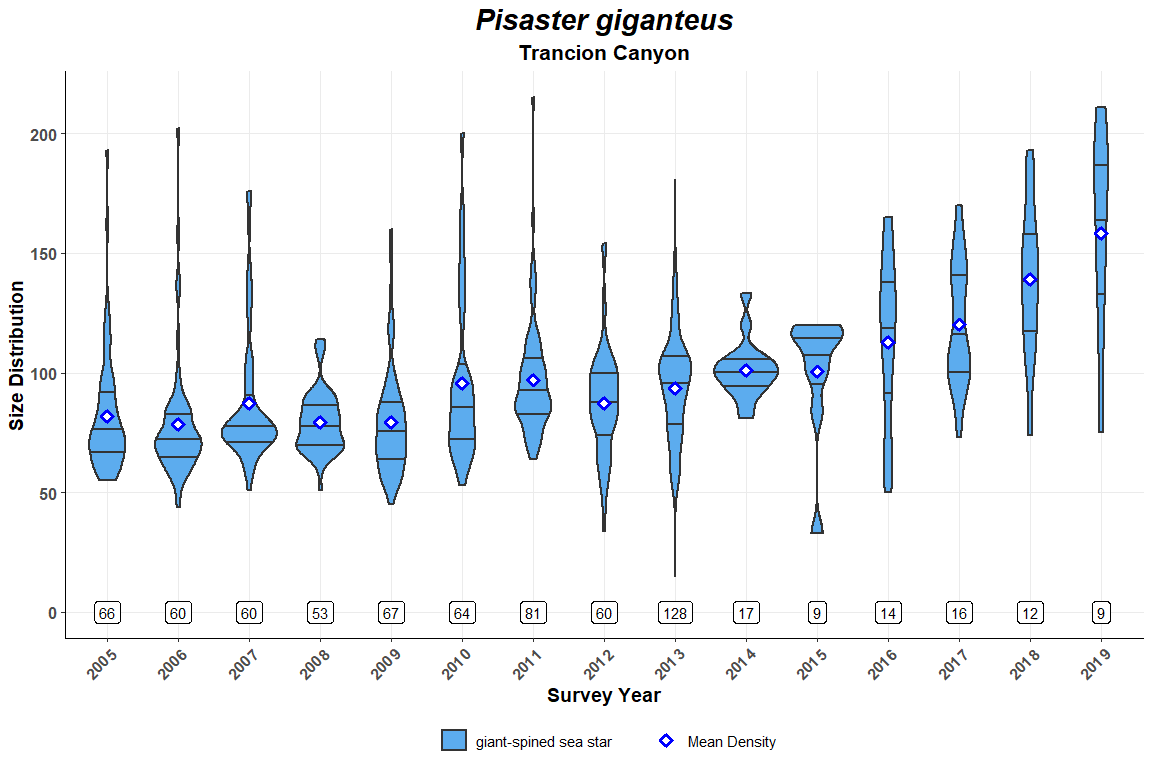 Pisaster giganteus
Trancion Canyon
Size Distribution
200
150
100
50
0
66 60 60 53 67 64 81 60 128 17 9 14 16 12 9
2005 2006 2007 2008 2009 2010 2011 2012 2013 2014 2015 2016 2017 2018 2019
Survey Year
giant-spined sea star Mean Density